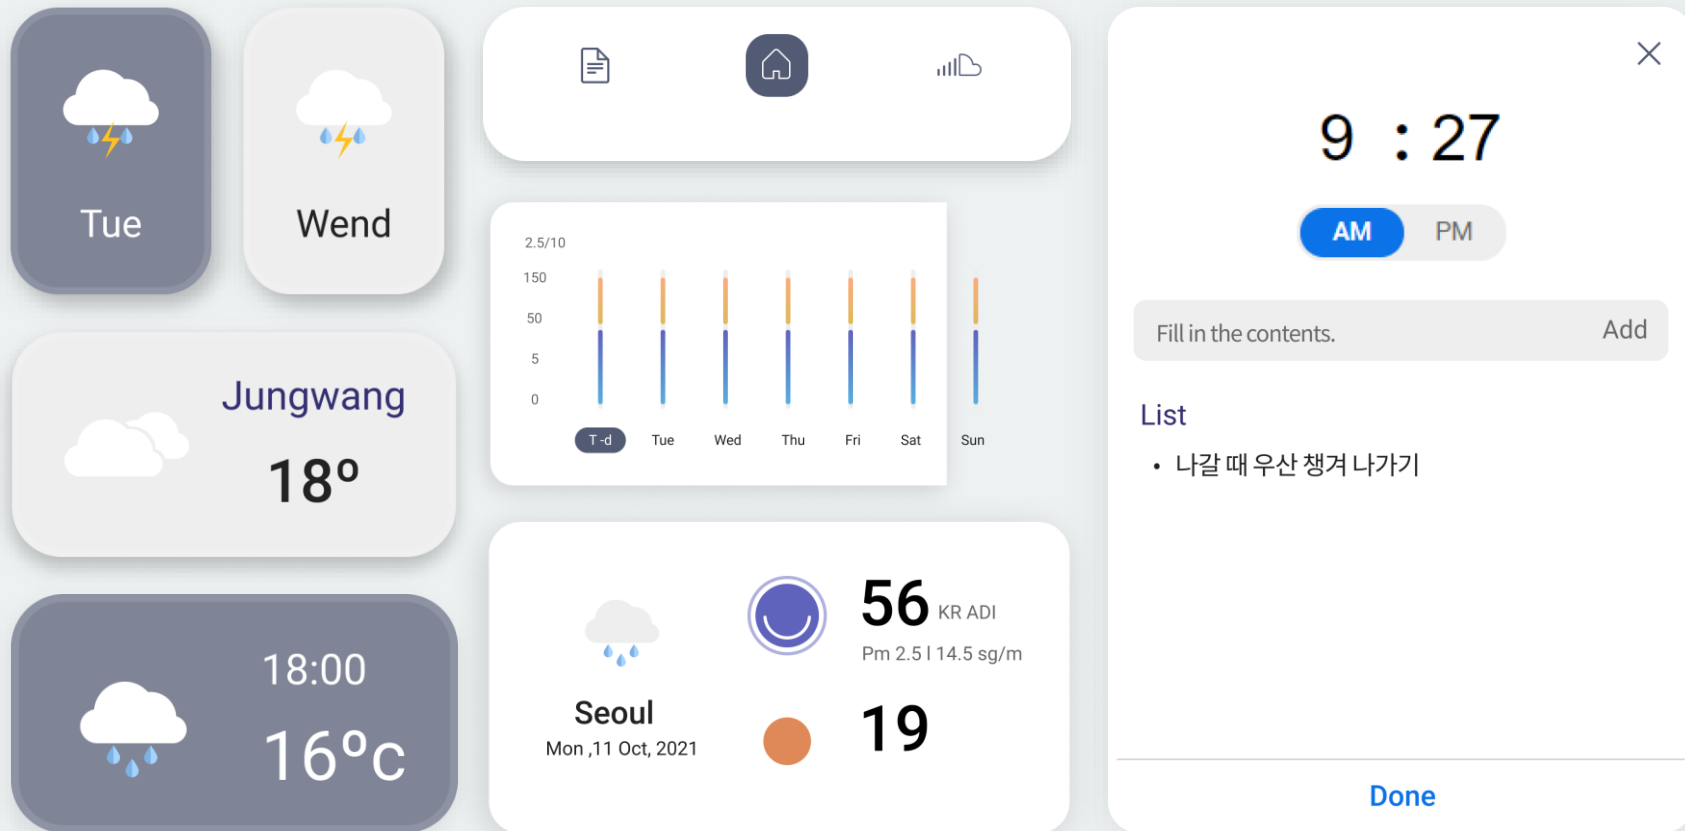 Tue
Wend
Jungwang
18º
18:00
16ºc
2.5/10
150
50
5
0
T -d Tue Wed Thu Fri Sat Sun
Seoul
Mon ,11 Oct, 2021
56 KR ADI
Pm 2.5 l 14.5 sg/m
19
9 : 27
AM PM
Fill in the contents. Add
List
• 나갈 때 우산 챙겨 나가기
Done